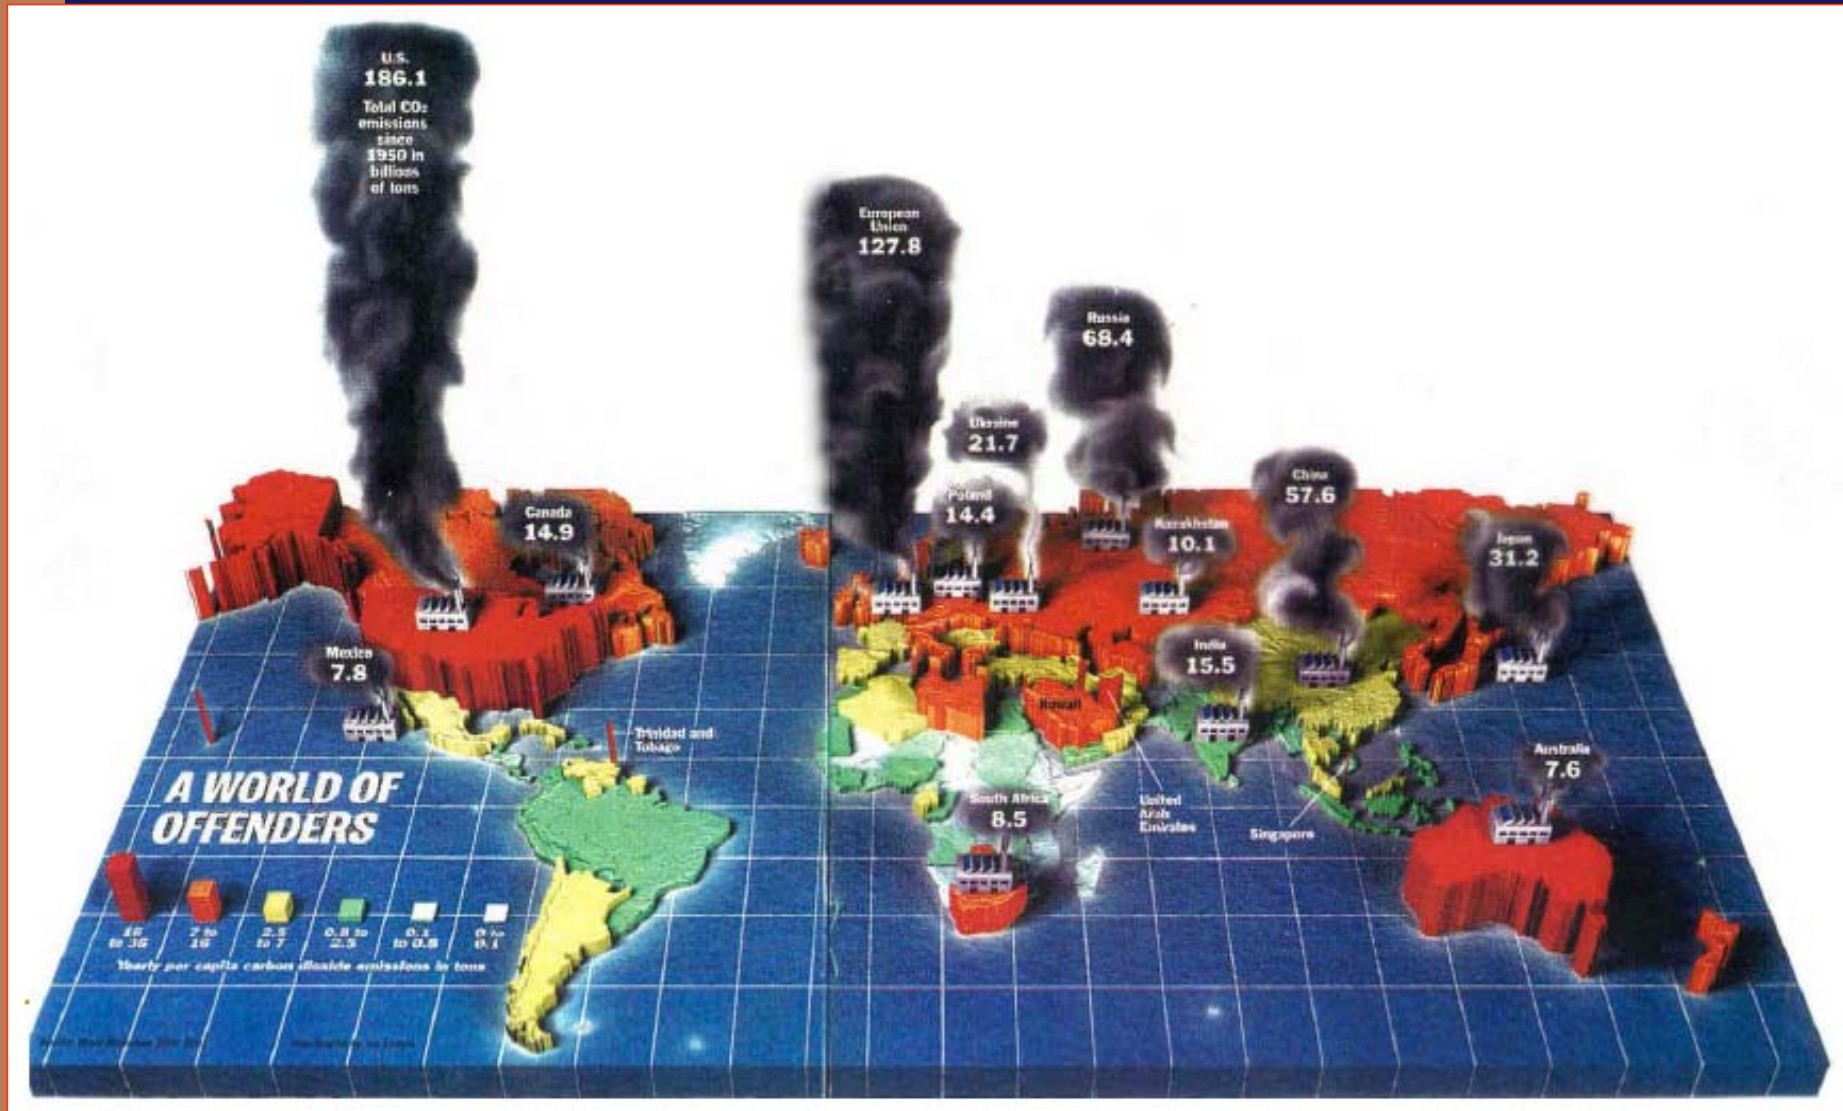 U.S.
186.1
Total CO₂
emissions
since
1950 in
billions
of tons
European
Union
127.8
Russia
68.4
Ukraine
21.7
Poland
14.4
China
57.6
Canada
14.9
Kazakhstan
10.1
Japan
31.2
Mexico
7.8
India
15.5
Kuwait
Trinidad and
Tobago
Australia
7.6
South Africa
8.5
United
Arab
Emirates
Singapore
A WORLD OF
OFFENDERS
16
to 36
7 to
16
2.5
to 7
0.8 to
2.5
0.1
to 0.8
0 to
0.1
Yearly per capita carbon dioxide emissions in tons